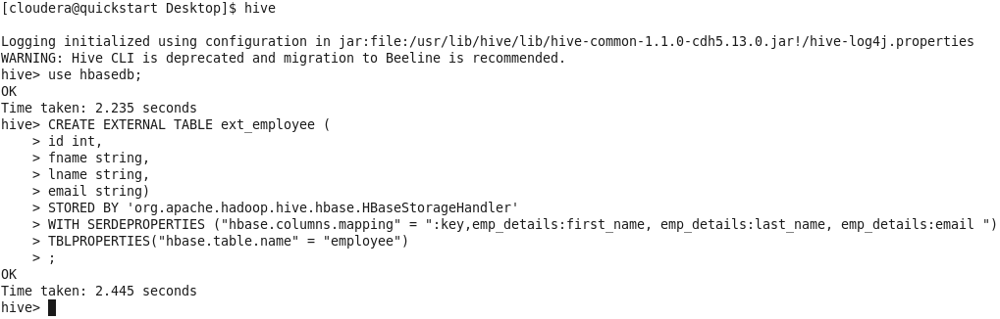 [cloudera@quickstart Desktop]$ hive
Logging initialized using configuration in jar:file:/usr/lib/hive/lib/hive-common-1.1.0-cdh5.13.0.jar!/hive-log4j.properties
WARNING: Hive CLI is deprecated and migration to Beeline is recommended.
hive> use hbasedb;
OK
Time taken: 2.235 seconds
hive> CREATE EXTERNAL TABLE ext_employee (
    > id int,
    > fname string,
    > lname string,
    > email string)
    > STORED BY 'org.apache.hadoop.hive.hbase.HBaseStorageHandler'
    > WITH SERDEPROPERTIES ("hbase.columns.mapping" = ":key,emp_details:first_name, emp_details:last_name, emp_details:email ")
    > TBLPROPERTIES("hbase.table.name" = "employee")
    > ;
OK
Time taken: 2.445 seconds
hive>